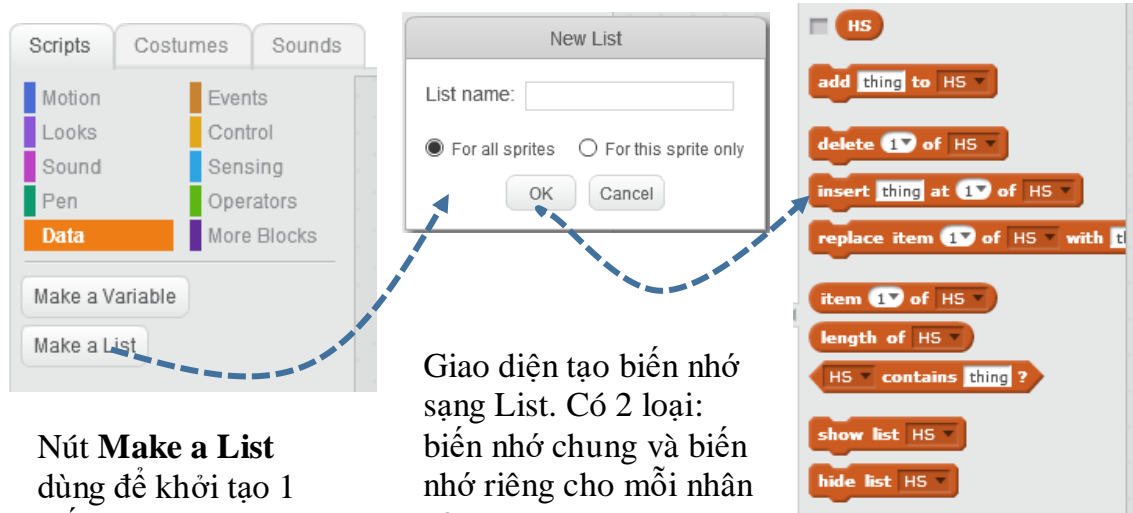 Scripts Costumes Sounds
Motion Events
Looks Control
Sound Sensing
Pen Operators
Data More Blocks
Make a Variable
Make a List
Nút Make a List
dùng để khởi tạo 1
New List
List name:
For all sprites For this sprite only
OK Cancel
Giao diện tạo biến nhớ
sang List. Có 2 loại:
biến nhớ chung và biến
nhớ riêng cho mỗi nhân
HS
add thing to HS
delete 1 of HS
insert thing at 1 of HS
replace item 1 of HS with
item 1 of HS
length of HS
HS contains thing ?
show list HS
hide list HS